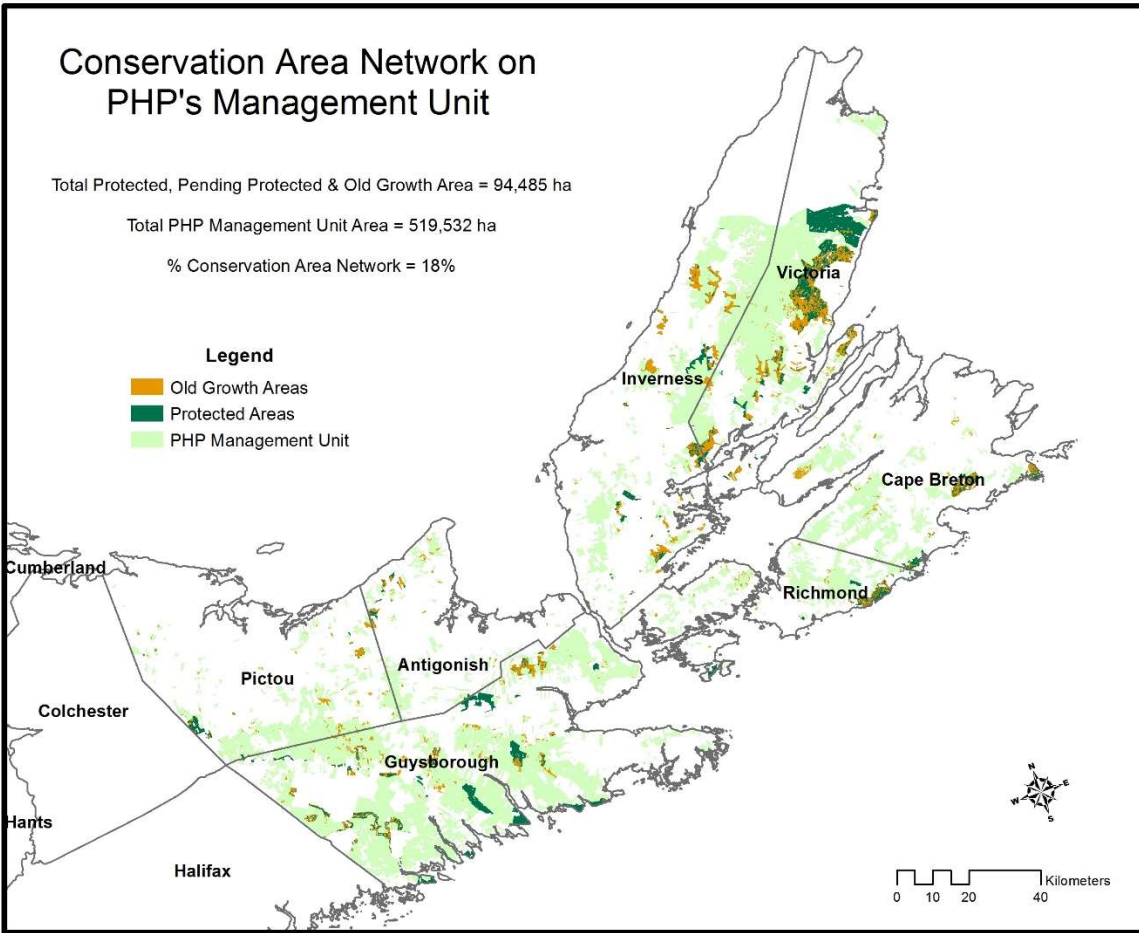 Conservation Area Network on
PHP's Management Unit
Total Protected, Pending Protected & Old Growth Area = 94,485 ha
Total PHP Management Unit Area = 519,532 ha
% Conservation Area Network = 18%
Legend
Old Growth Areas
Protected Areas
PHP Management Unit
Victoria
Inverness
Cape Breton
Richmond
Cumberland
Antigonish
Pictou
Colchester
Guysborough
Hants
Halifax
N
E
W
S
Kilometers
0 10 20 40